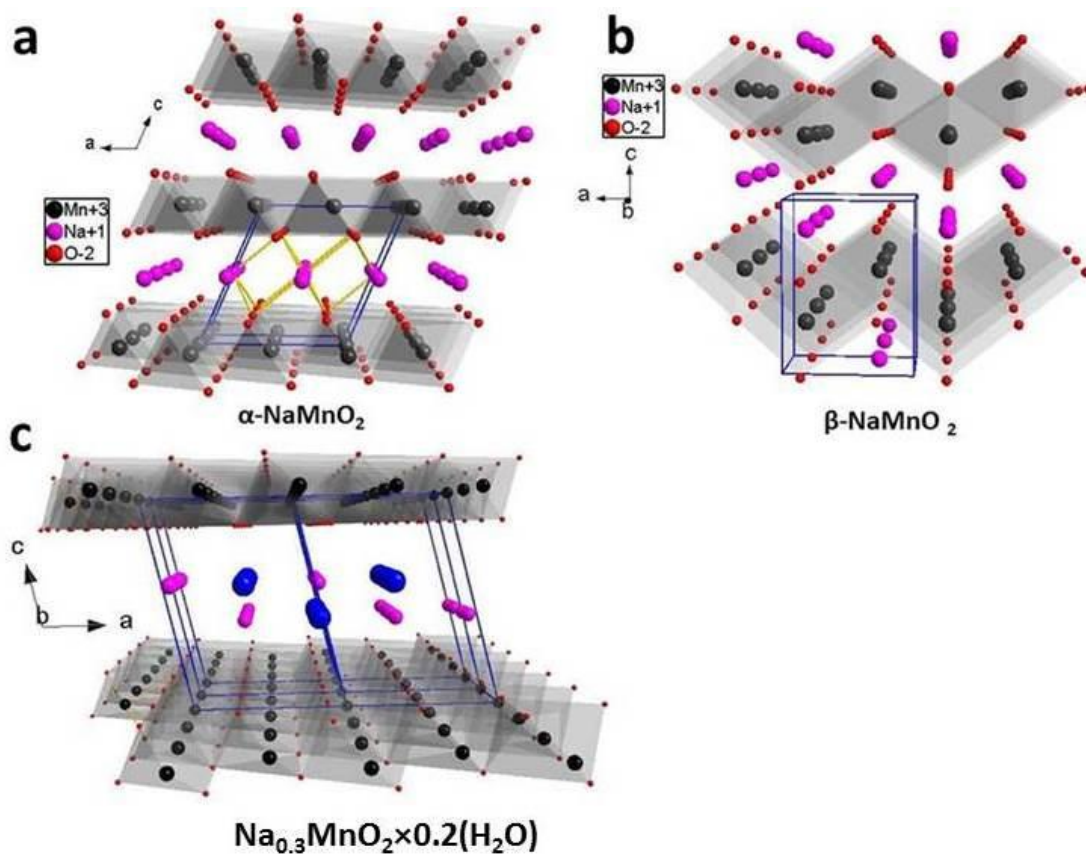 a
c
a
Mn+3
Na+1
O-2
α-NaMnO₂
b
Mn+3
Na+1
O-2
c
a
b
β-NaMnO ₂
c
c
b
a
Na₀.₃MnO₂×0.2(H₂O)